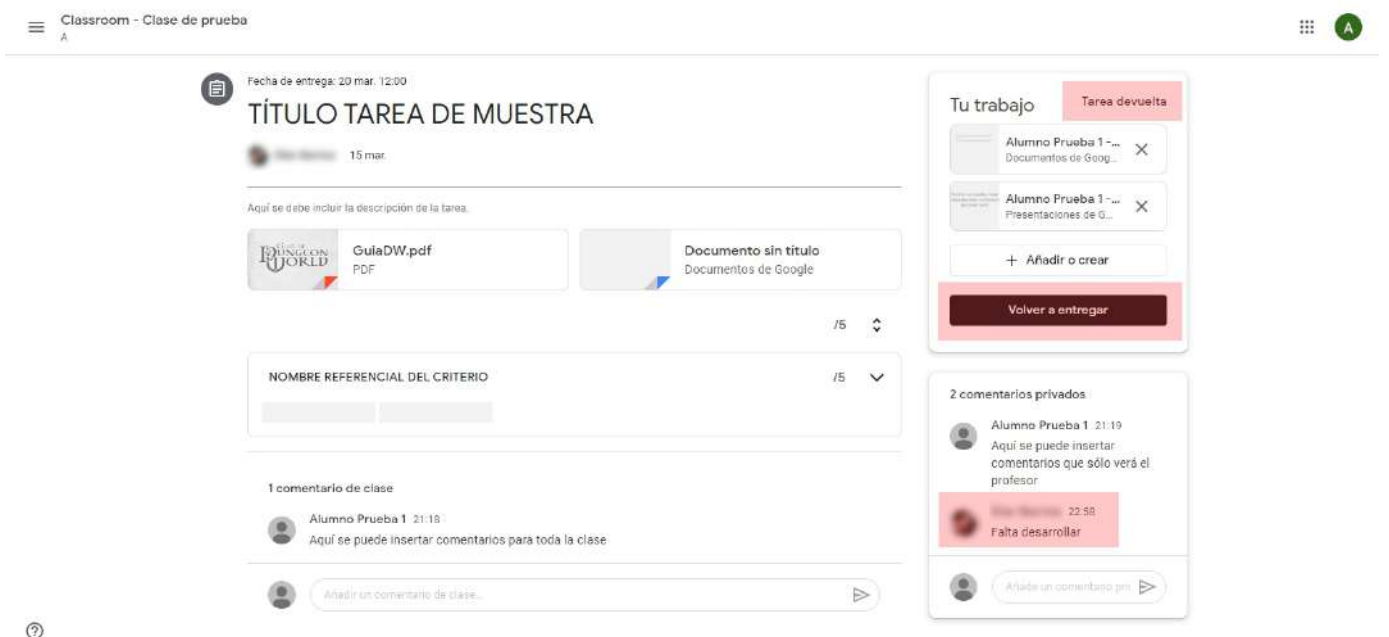 Classroom - Clase de prueba
A
A
Fecha de entrega: 20 mar. 12:00
TÍTULO TAREA DE MUESTRA
15 mar.
Aquí se debe incluir la descripción de la tarea.
DUNGEON
WORLD
GuiaDW.pdf
PDF
Documento sin título
Documentos de Google
/5
NOMBRE REFERENCIAL DEL CRITERIO
/5
1 comentario de clase
Alumno Prueba 1 21:18
Aquí se puede insertar comentarios para toda la clase
Añadir un comentario de clase...
Tu trabajo
Tarea devuelta
Alumno Prueba 1 -...
Documentos de Goog...
Alumno Prueba 1 -...
Presentaciones de G...
+ Añadir o crear
Volver a entregar
2 comentarios privados
Alumno Prueba 1 21:19
Aquí se puede insertar
comentarios que sólo verá el
profesor
22:58
Falta desarrollar
Añade un comentario pri